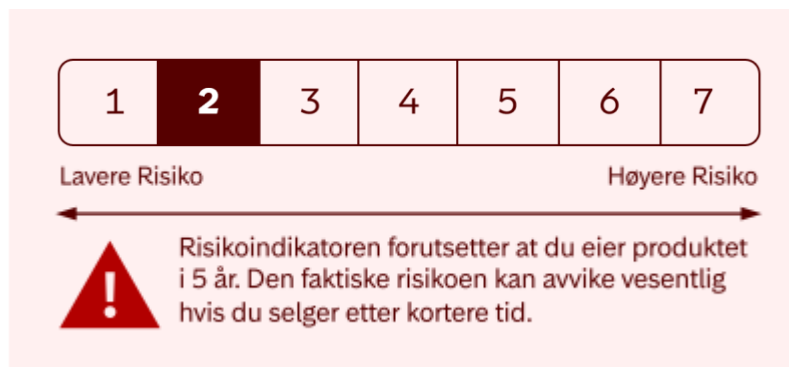 1 2 3 4 5 6 7
Lavere Risiko Høyere Risiko
Risikoindikatoren forutsetter at du eier produktet
i 5 år. Den faktiske risikoen kan avvike vesentlig
hvis du selger etter kortere tid.